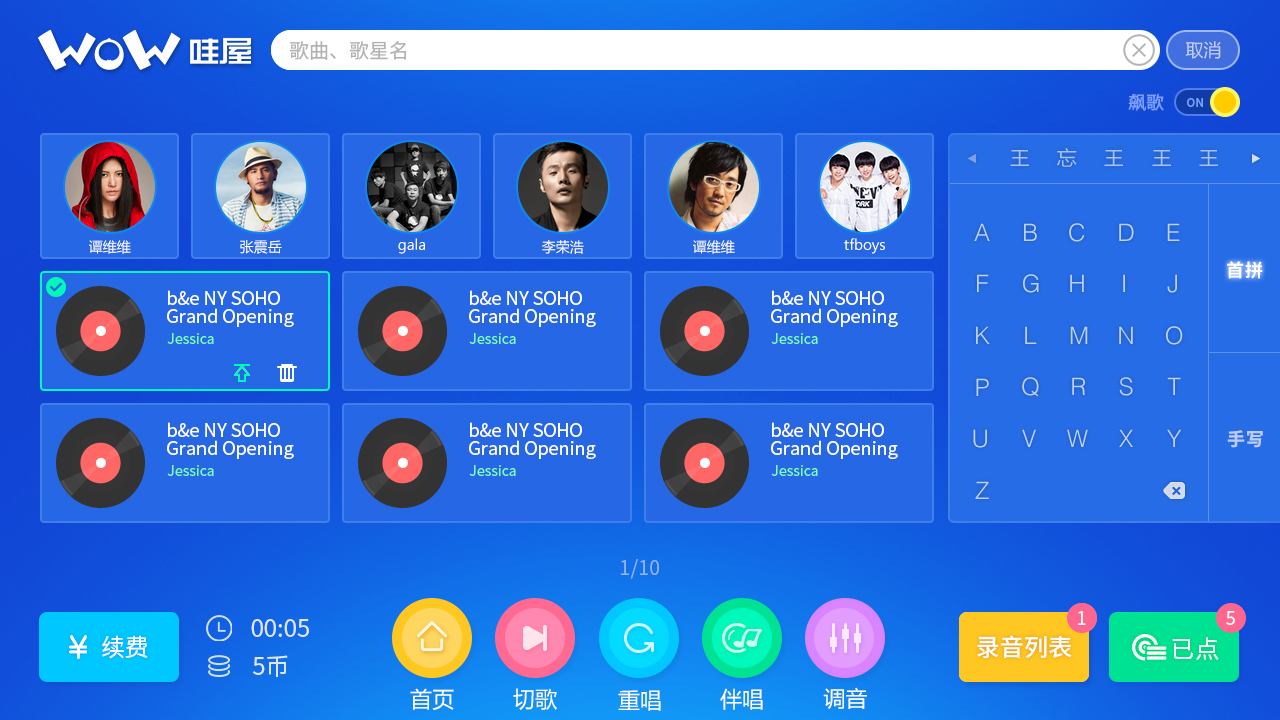 WOW 哇屋
歌曲、歌星名
取消
飙歌 ON
谭维维
张震岳
gala
李荣浩
谭维维
tfboys
王 忘 王 王 王
b&e NY SOHO
Grand Opening
Jessica
b&e NY SOHO
Grand Opening
Jessica
b&e NY SOHO
Grand Opening
Jessica
b&e NY SOHO
Grand Opening
Jessica
b&e NY SOHO
Grand Opening
Jessica
b&e NY SOHO
Grand Opening
Jessica
A B C D E
F G H I J
K L M N O
P Q R S T
U V W X Y
Z
首拼
手写
1/10
¥ 续费
00:05
5币
首页
切歌
重唱
伴唱
调音
录音列表
1
已点
5